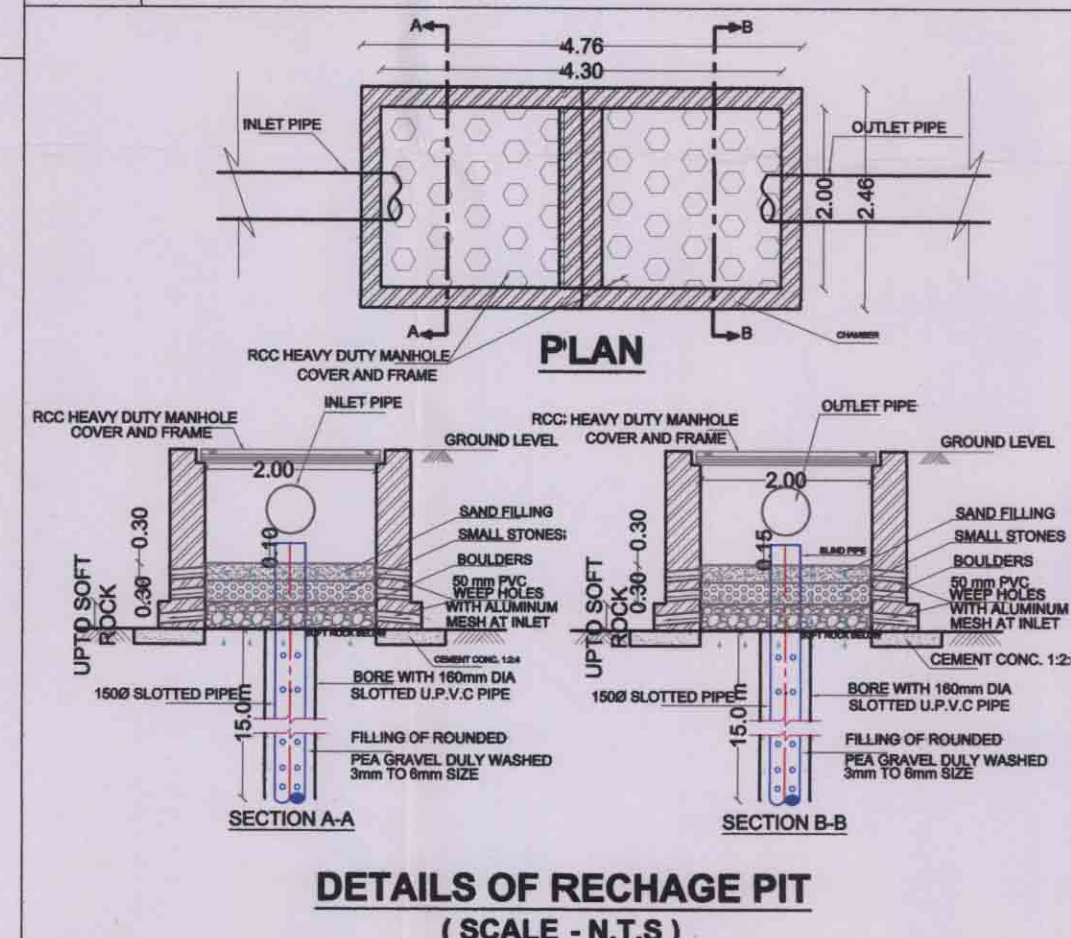 A
B
4.76
4.30
INLET PIPE
OUTLET PIPE
2.00
2.46
A
B
CHAMBER
RCC HEAVY DUTY MANHOLE
COVER AND FRAME
PLAN
INLET PIPE
RCC HEAVY DUTY MANHOLE
COVER AND FRAME
GROUND LEVEL
2.00
0.10
0.30
0.30
UPTO SOFT
ROCK
SAND FILLING
SMALL STONES
BOULDERS
50 mm PVC
WEEP HOLES
WITH ALUMINUM
MESH AT INLET
SOFT ROCK BELOW
CEMENT CONC. 1:2:4
150Ø SLOTTED PIPE
15.0 m
BORE WITH 160mm DIA
SLOTTED U.P.V.C PIPE
FILLING OF ROUNDED
PEA GRAVEL DULY WASHED
3mm TO 6mm SIZE
SECTION A-A
OUTLET PIPE
RCC HEAVY DUTY MANHOLE
COVER AND FRAME
GROUND LEVEL
2.00
0.15
BLIND PIPE
0.30
0.30
UPTO SOFT
ROCK
SAND FILLING
SMALL STONES
BOULDERS
50 mm PVC
WEEP HOLES
WITH ALUMINUM
MESH AT INLET
SOFT ROCK BELOW
CEMENT CONC. 1:2:
150Ø SLOTTED PIPE
15.0 m
BORE WITH 160mm DIA
SLOTTED U.P.V.C PIPE
FILLING OF ROUNDED
PEA GRAVEL DULY WASHED
3mm TO 6mm SIZE
SECTION B-B
DETAILS OF RECHAGE PIT
( SCALE - N.T.S )